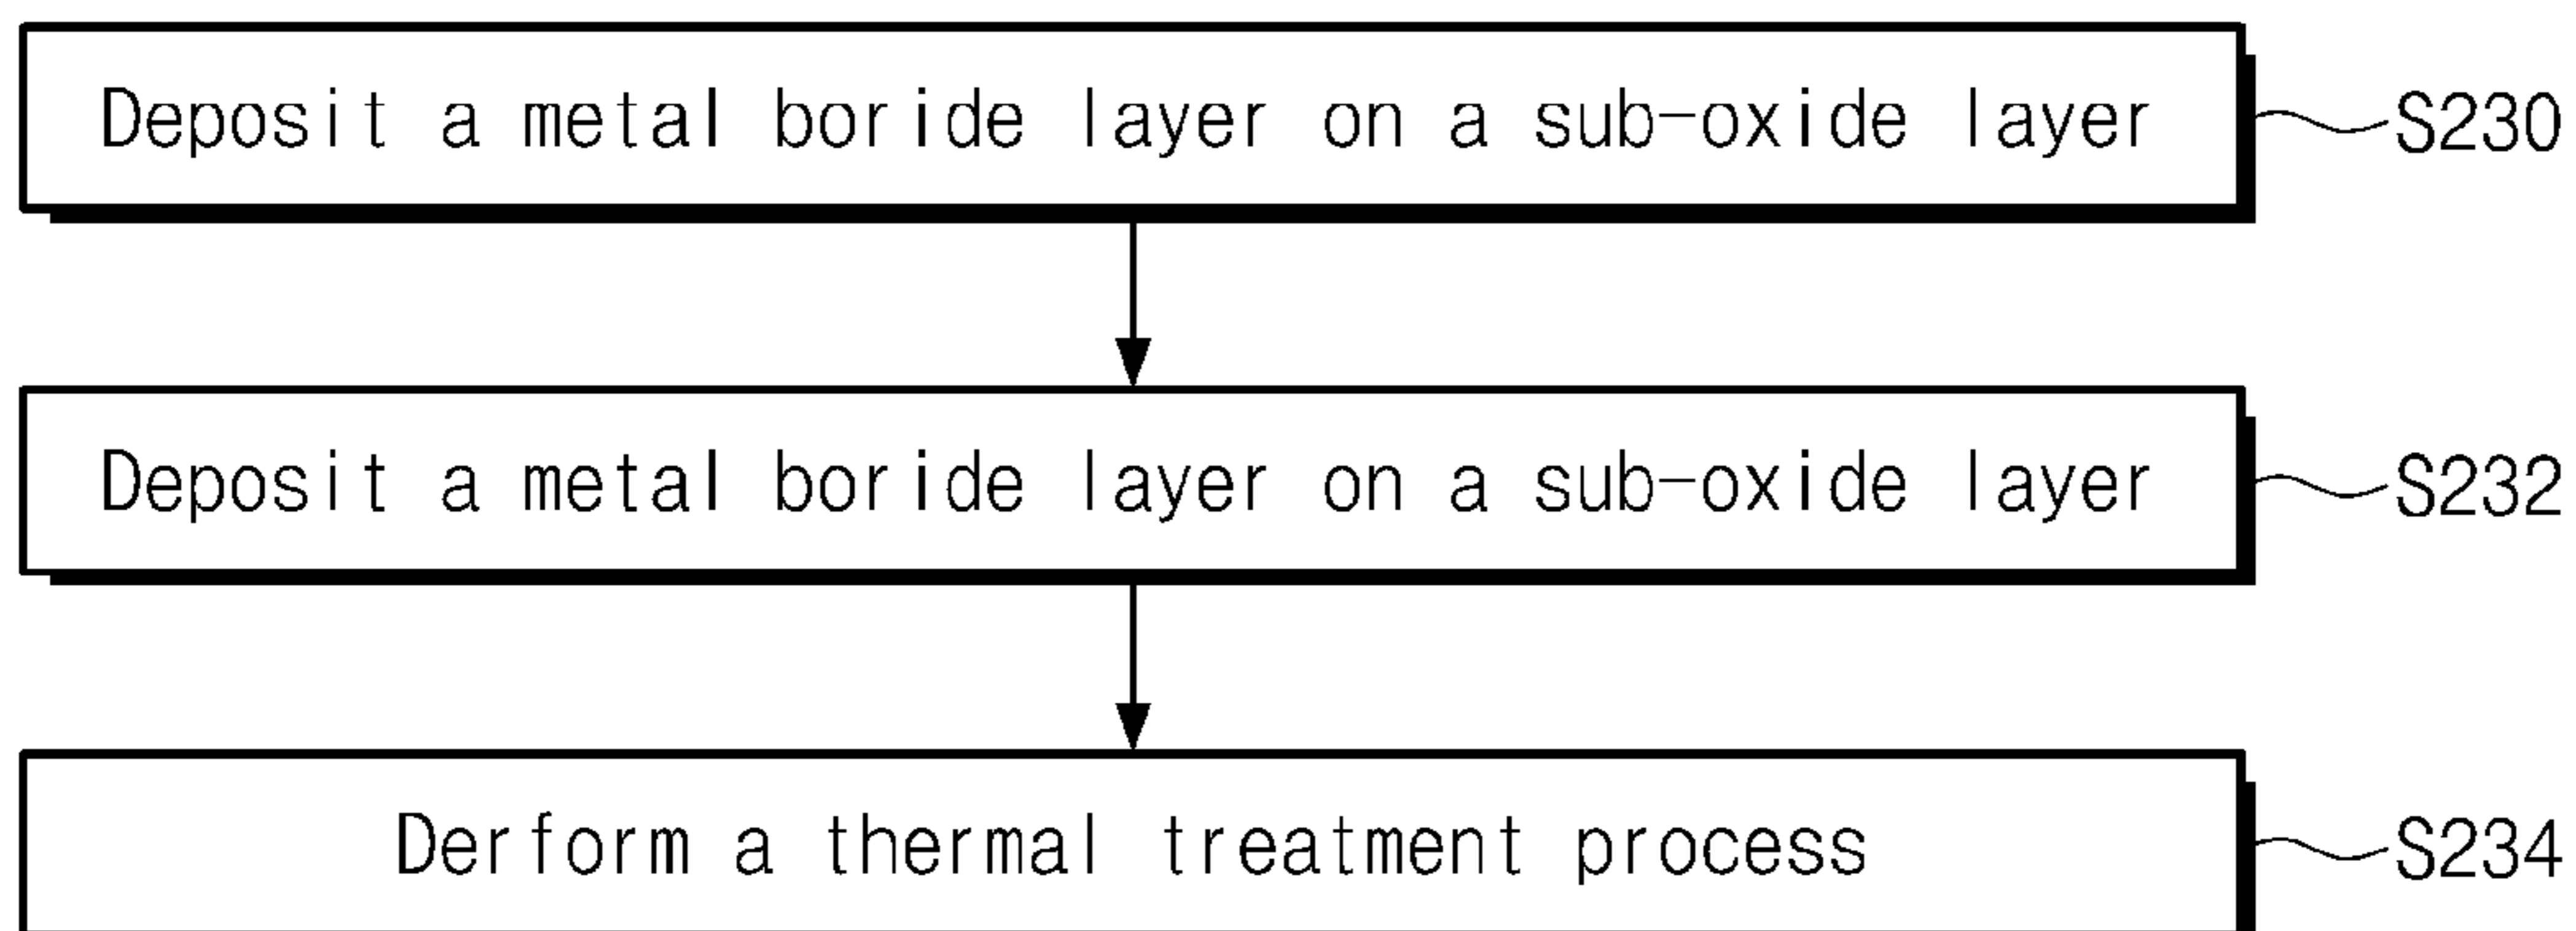 Deposit a metal boride layer on a sub-oxide layer S230
Deposit a metal boride layer on a sub-oxide layer S232
Derform a thermal treatment process S234